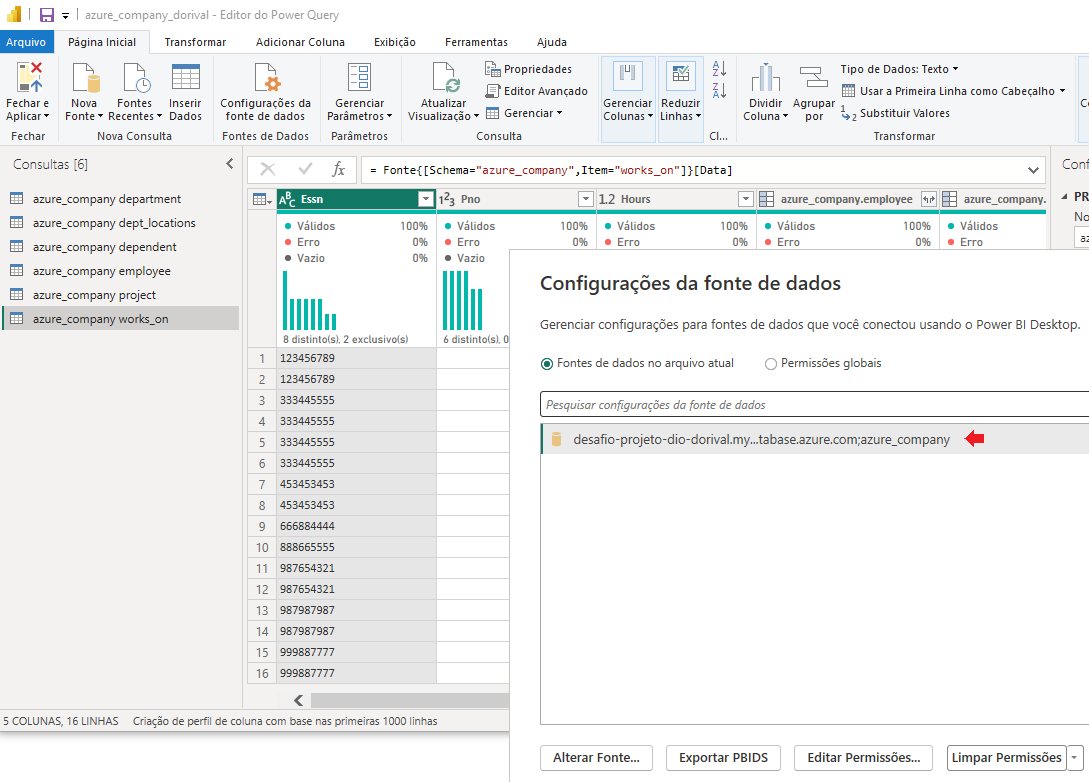 azure_company_dorival - Editor do Power Query
Arquivo Página Inicial Transformar Adicionar Coluna Exibição Ferramentas Ajuda
Fechar e Aplicar
Fechar
Nova Fonte
Fontes Recentes
Inserir Dados
Nova Consulta
Configurações da fonte de dados
Fontes de Dados
Gerenciar Parâmetros
Parâmetros
Atualizar Visualização
Propriedades
Editor Avançado
Gerenciar
Consulta
Gerenciar Colunas
Reduzir Linhas
Cl...
Dividir Coluna
Agrupar por
Tipo de Dados: Texto
Usar a Primeira Linha como Cabeçalho
Substituir Valores
Transformar
Consultas [6]
azure_company department
azure_company dept_locations
azure_company dependent
azure_company employee
azure_company project
azure_company works_on
= Fonte{[Schema="azure_company",Item="works_on"]}[Data]
Essn Pno Hours azure_company.employee azure_company.
Válidos 100% Válidos 100% Válidos 100% Válidos 100% Válidos
Erro 0% Erro 0% Erro 0% Erro 0% Erro
Vazio 0% Vazio
8 distinto(s), 2 exclusivo(s) 6 distinto(s), 0
1 123456789
2 123456789
3 333445555
4 333445555
5 333445555
6 333445555
7 453453453
8 453453453
9 666884444
10 888665555
11 987654321
12 987654321
13 987987987
14 987987987
15 999887777
16 999887777
5 COLUNAS, 16 LINHAS Criação de perfil de coluna com base nas primeiras 1000 linhas
Configurações da fonte de dados
Gerenciar configurações para fontes de dados que você conectou usando o Power BI Desktop.
Fontes de dados no arquivo atual Permissões globais
Pesquisar configurações da fonte de dados
desafio-projeto-dio-dorival.my...tabase.azure.com;azure_company
Alterar Fonte... Exportar PBIDS Editar Permissões... Limpar Permissões